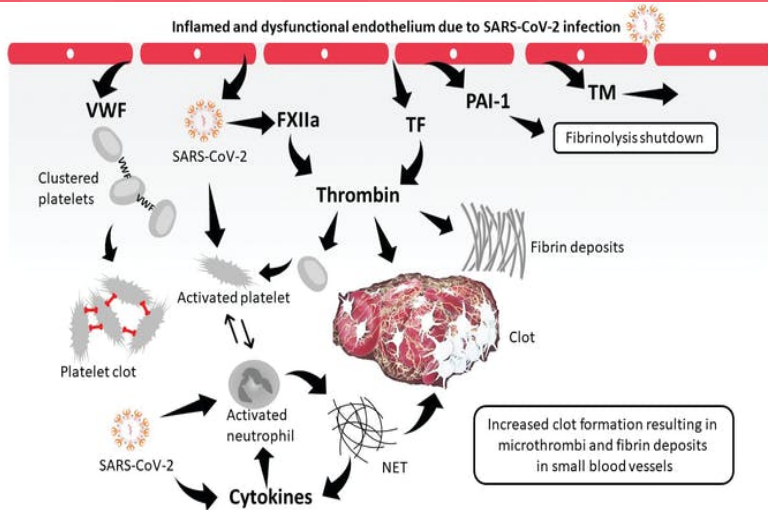 Inflamed and dysfunctional endothelium due to SARS-CoV-2 infection
VWF
SARS-CoV-2
FXIIa
TF
PAI-1
TM
Fibrinolysis shutdown
Clustered
platelets
VWF
VWF
Thrombin
Fibrin deposits
Activated platelet
Clot
Platelet clot
Activated
neutrophil
SARS-CoV-2
NET
Cytokines
Increased clot formation resulting in
microthrombi and fibrin deposits
in small blood vessels